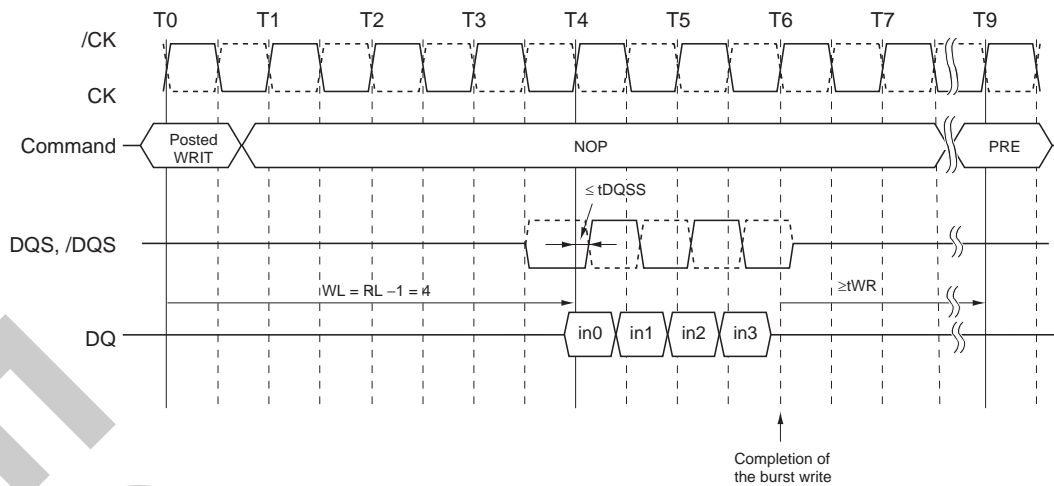 T0 T1 T2 T3 T4 T5 T6 T7 T9
/CK
CK
Command
Posted
WRIT
NOP
PRE
≤ tDQSS
DQS, /DQS
WL = RL −1 = 4
≥tWR
DQ
in0 in1 in2 in3
Completion of
the burst write